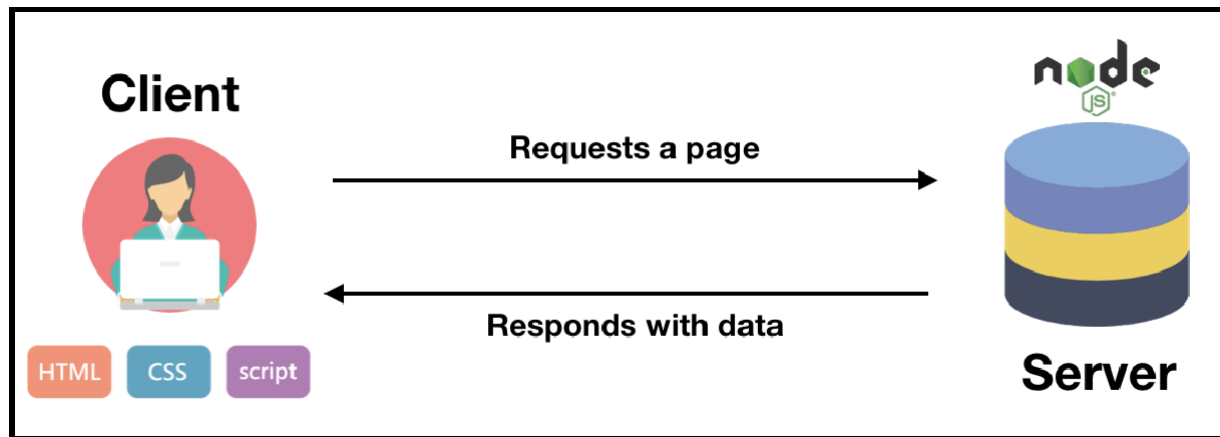 Client
Requests a page
Responds with data
HTML
CSS
script
node
JS
Server